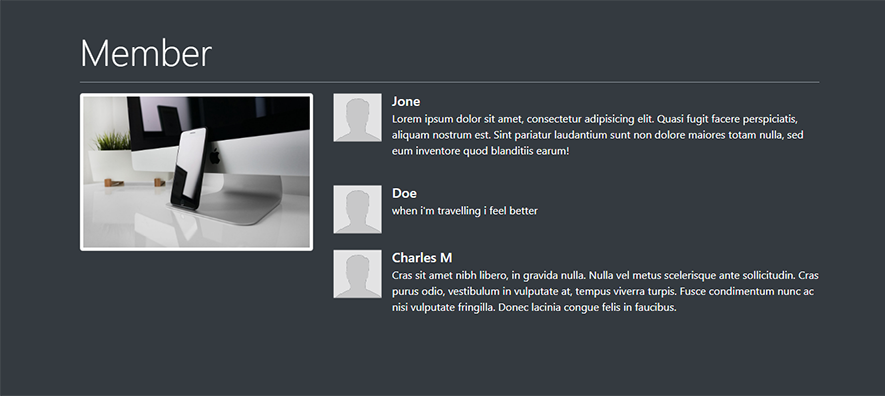 Member
Jone
Lorem ipsum dolor sit amet, consectetur adipisicing elit. Quasi fugit facere perspiciatis,
aliquam nostrum est. Sint pariatur laudantium sunt non dolore maiores totam nulla, sed
eum inventore quod blanditiis earum!
Doe
when i'm travelling i feel better
Charles M
Cras sit amet nibh libero, in gravida nulla. Nulla vel metus scelerisque ante sollicitudin. Cras
purus odio, vestibulum in vulputate at, tempus viverra turpis. Fusce condimentum nunc ac
nisi vulputate fringilla. Donec lacinia congue felis in faucibus.